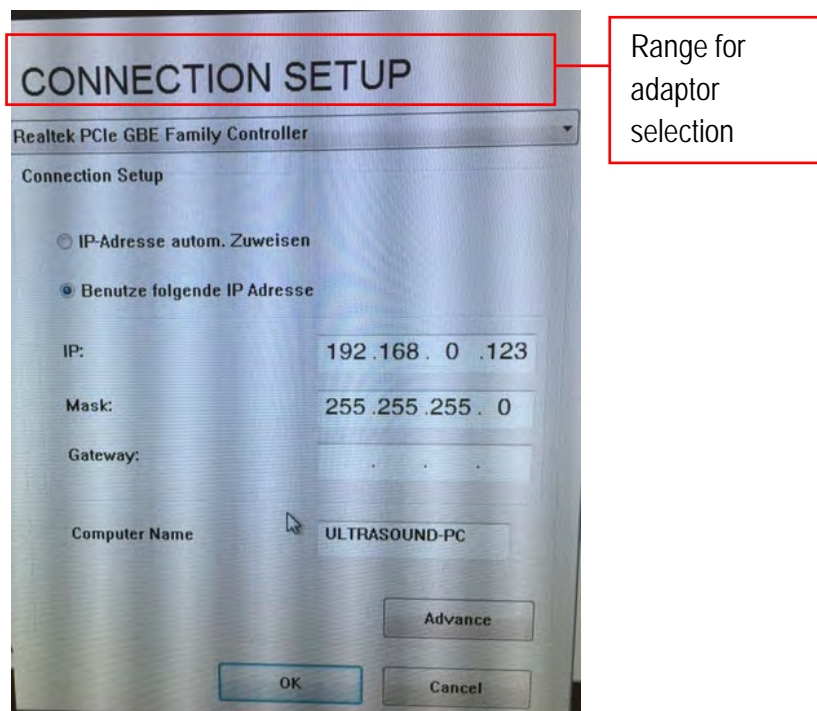 CONNECTION SETUP
Range for
adaptor
selection
Realtek PCIe GBE Family Controller
Connection Setup
IP-Adresse autom. Zuweisen
Benutze folgende IP Adresse
IP: 192 .168 . 0 .123
Mask: 255 .255 .255 . 0
Gateway: . . .
Computer Name ULTRASOUND-PC
Advance
OK Cancel